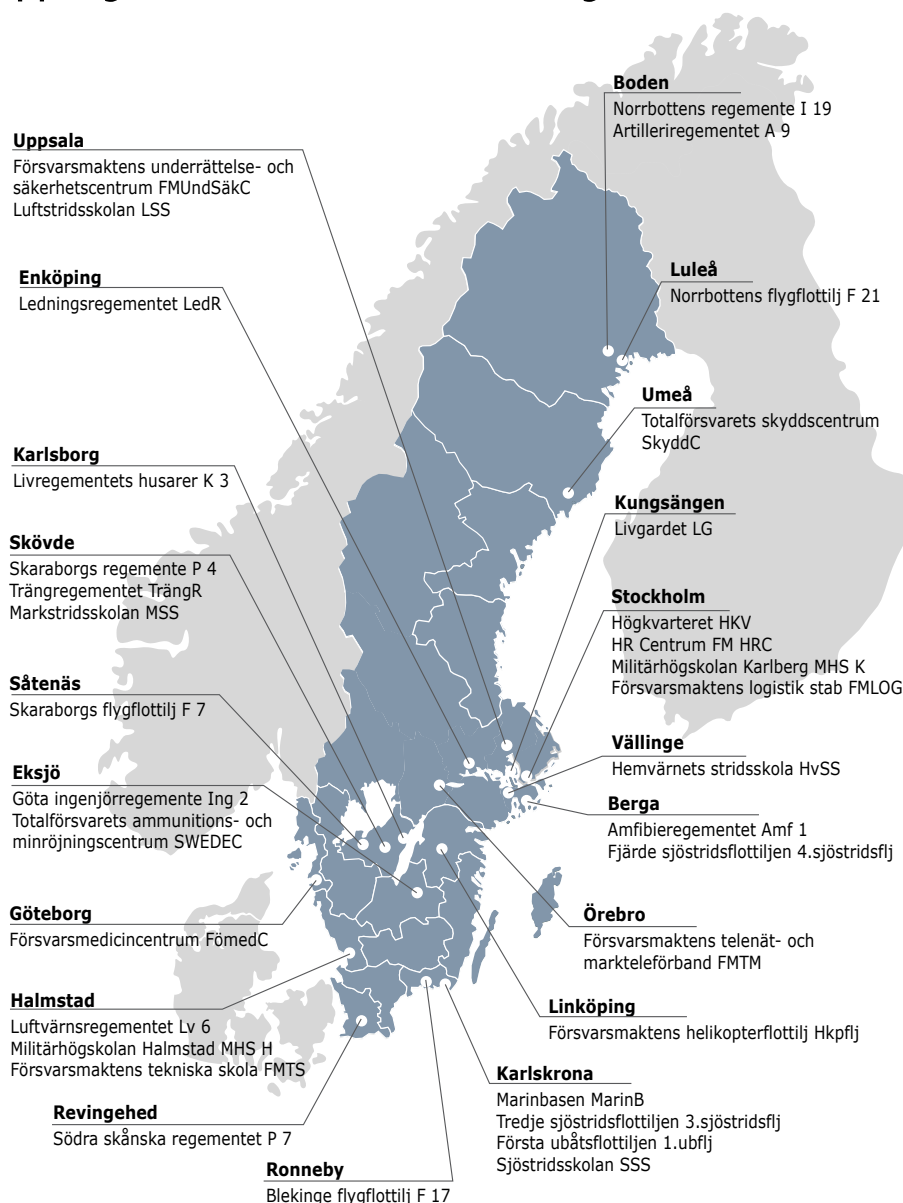 Boden
Norrbottens regemente I 19
Artilleriregementet A 9
Uppsala
Försvarsmaktens underrättelse- och
säkerhetscentrum FMUndSäkC
Luftstridsskolan LSS
Enköping
Ledningsregementet LedR
Luleå
Norrbottens flygflottilj F 21
Umeå
Totalförsvarets skyddscentrum
SkyddC
Karlsborg
Livregementets husarer K 3
Kungsängen
Livgardet LG
Skövde
Skaraborgs regemente P 4
Trängregementet TrängR
Markstridsskolan MSS
Stockholm
Högkvarteret HKV
HR Centrum FM HRC
Militärhögskolan Karlberg MHS K
Försvarsmaktens logistik stab FMLOG
Såtenäs
Skaraborgs flygflottilj F 7
Vällinge
Hemvärnets stridsskola HvSS
Eksjö
Göta ingenjörregemente Ing 2
Totalförsvarets ammunitions- och
minröjningscentrum SWEDEC
Berga
Amfibieregementet Amf 1
Fjärde sjöstridsflottiljen 4.sjöstridsflj
Göteborg
Försvarsmedicincentrum FömedC
Örebro
Försvarsmaktens telenät- och
markteleförband FMTM
Halmstad
Luftvärnsregementet Lv 6
Militärhögskolan Halmstad MHS H
Försvarsmaktens tekniska skola FMTS
Linköping
Försvarsmaktens helikopterflottilj Hkpflj
Karlskrona
Marinbasen MarinB
Tredje sjöstridsflottiljen 3.sjöstridsflj
Första ubåtsflottiljen 1.ubflj
Sjöstridsskolan SSS
Revingehed
Södra skånska regementet P 7
Ronneby
Blekinge flygflottilj F 17